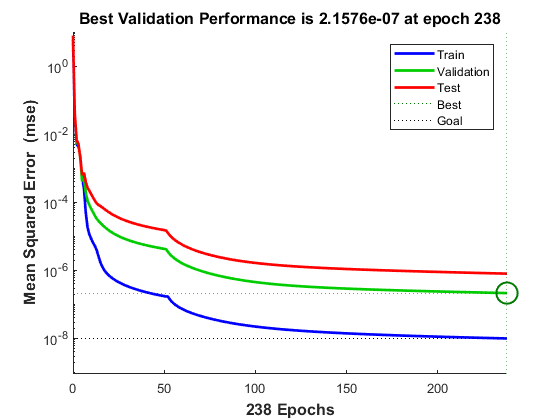 Best Validation Performance is 2.1576e-07 at epoch 238
Mean Squared Error (mse)
10^0
10^-2
10^-4
10^-6
10^-8
Train
Validation
Test
Best
Goal
0 50 100 150 200
238 Epochs